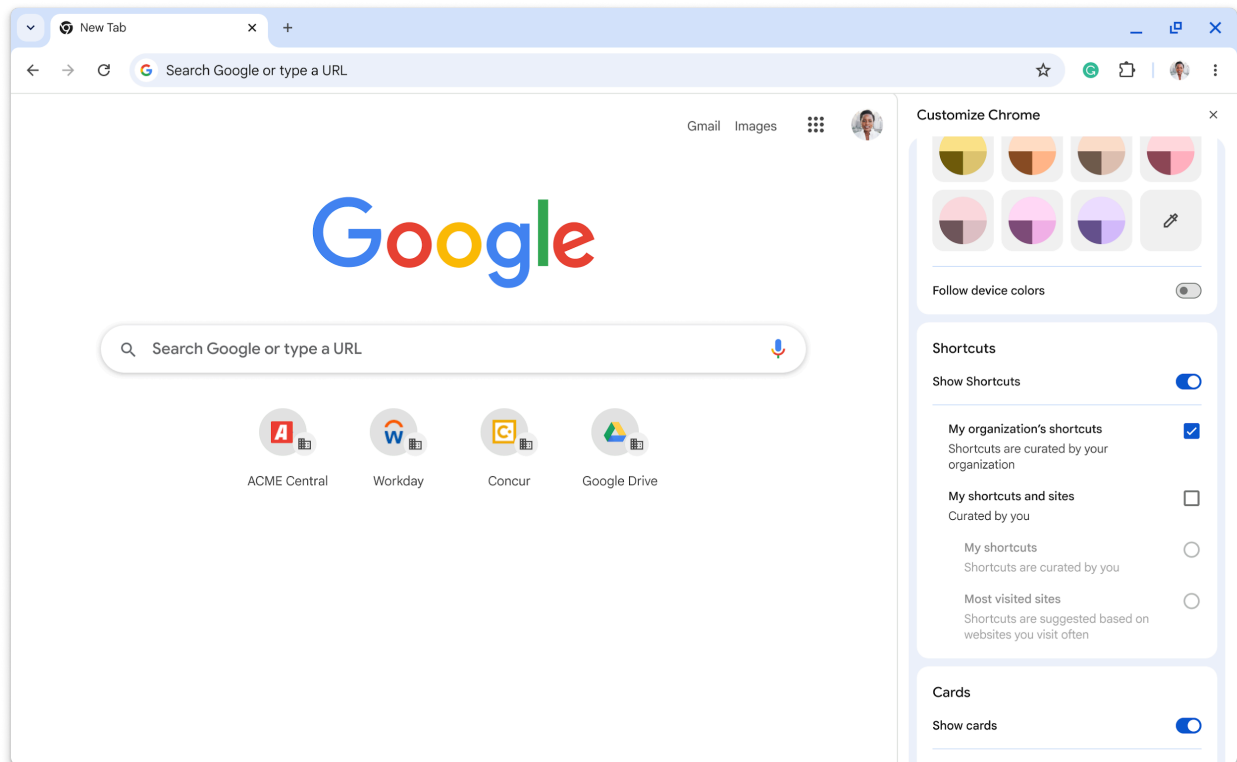 New Tab
Search Google or type a URL
Gmail Images
Google
Search Google or type a URL
ACME Central
Workday
Concur
Google Drive
Customize Chrome
Follow device colors
Shortcuts
Show Shortcuts
My organization's shortcuts
Shortcuts are curated by your
organization
My shortcuts and sites
Curated by you
My shortcuts
Shortcuts are curated by you
Most visited sites
Shortcuts are suggested based on
websites you visit often
Cards
Show cards